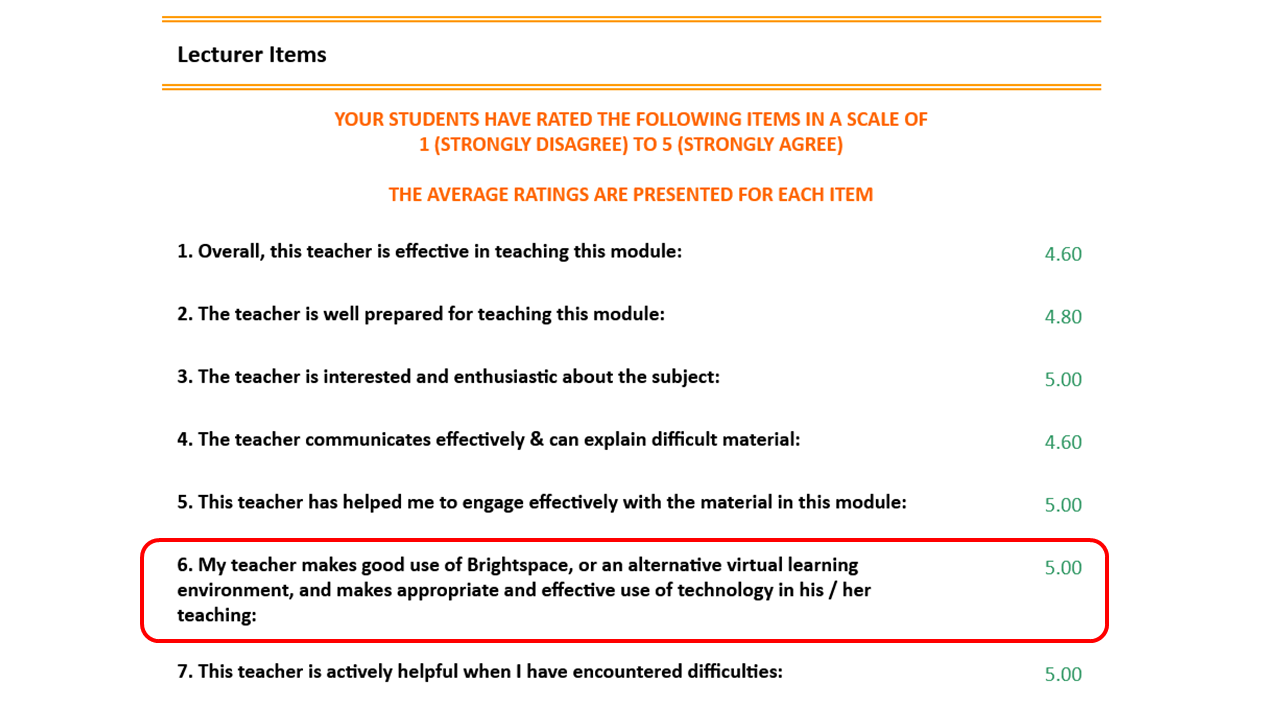 Lecturer Items
YOUR STUDENTS HAVE RATED THE FOLLOWING ITEMS IN A SCALE OF
1 (STRONGLY DISAGREE) TO 5 (STRONGLY AGREE)
THE AVERAGE RATINGS ARE PRESENTED FOR EACH ITEM
1. Overall, this teacher is effective in teaching this module: 4.60
2. The teacher is well prepared for teaching this module: 4.80
3. The teacher is interested and enthusiastic about the subject: 5.00
4. The teacher communicates effectively & can explain difficult material: 4.60
5. This teacher has helped me to engage effectively with the material in this module: 5.00
6. My teacher makes good use of Brightspace, or an alternative virtual learning 5.00
environment, and makes appropriate and effective use of technology in his / her
teaching:
7. This teacher is actively helpful when I have encountered difficulties: 5.00